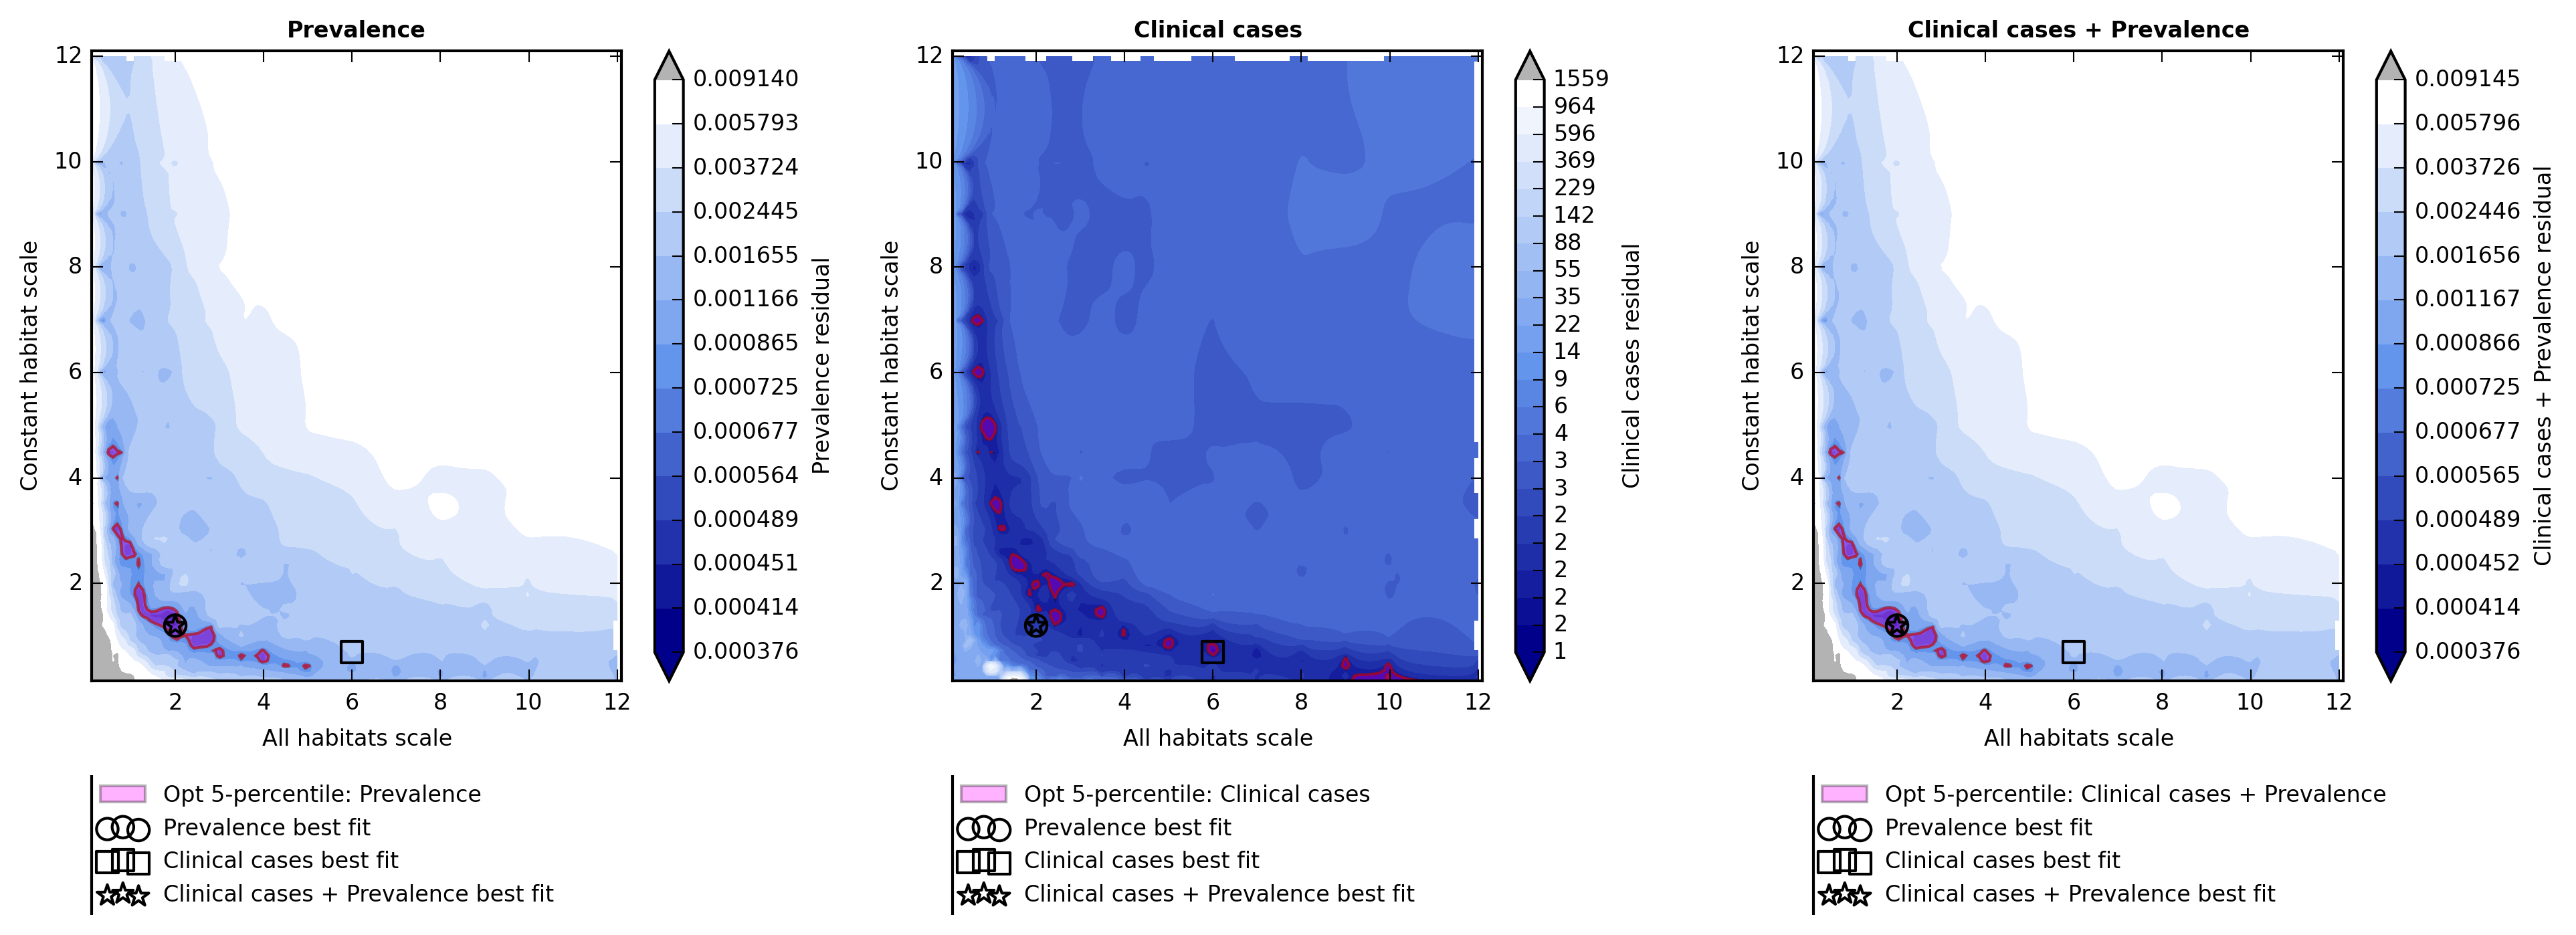 Prevalence
12
10
8
6
4
2
2 4 6 8 10 12
Constant habitat scale
All habitats scale
0.009140
0.005793
0.003724
0.002445
0.001655
0.001166
0.000865
0.000725
0.000677
0.000564
0.000489
0.000451
0.000414
0.000376
Prevalence residual
Opt 5-percentile: Prevalence
Prevalence best fit
Clinical cases best fit
Clinical cases + Prevalence best fit
Clinical cases
12
10
8
6
4
2
2 4 6 8 10 12
Constant habitat scale
All habitats scale
1559
964
596
369
229
142
88
55
35
22
14
9
6
4
3
3
2
2
2
2
2
1
Clinical cases residual
Opt 5-percentile: Clinical cases
Prevalence best fit
Clinical cases best fit
Clinical cases + Prevalence best fit
Clinical cases + Prevalence
12
10
8
6
4
2
2 4 6 8 10 12
Constant habitat scale
All habitats scale
0.009145
0.005796
0.003726
0.002446
0.001656
0.001167
0.000866
0.000725
0.000677
0.000565
0.000489
0.000452
0.000414
0.000376
Clinical cases + Prevalence residual
Opt 5-percentile: Clinical cases + Prevalence
Prevalence best fit
Clinical cases best fit
Clinical cases + Prevalence best fit